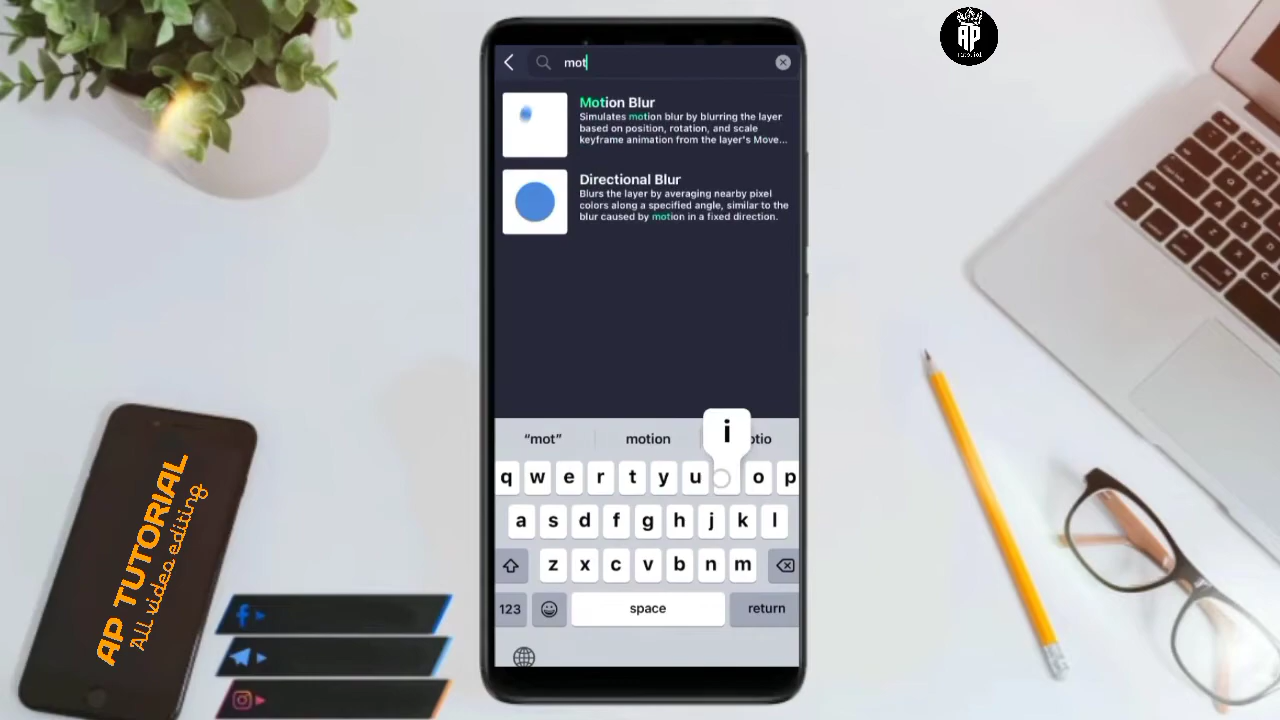 AP
tutorial
mot
Motion Blur
Simulates motion blur by blurring the layer
based on position, rotation, and scale
keyframe animation from the layer's Move...
Directional Blur
Blurs the layer by averaging nearby pixel
colors along a specified angle, similar to the
blur caused by motion in a fixed direction.
"mot" motion otio
i
q w e r t y u o p
a s d f g h j k l
z x c v b n m
123 space return
AP TUTORIAL
All video editing